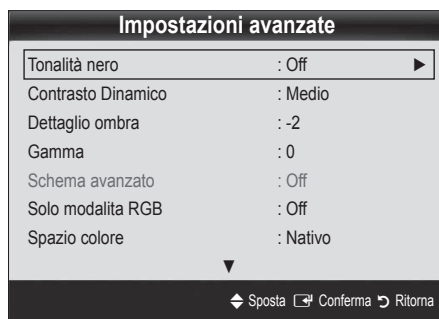 Impostazioni avanzate
Tonalità nero : Off ►
Contrasto Dinamico : Medio
Dettaglio ombra : -2
Gamma : 0
Schema avanzato : Off
Solo modalita RGB : Off
Spazio colore : Nativo
▼
Sposta Conferma Ritorna